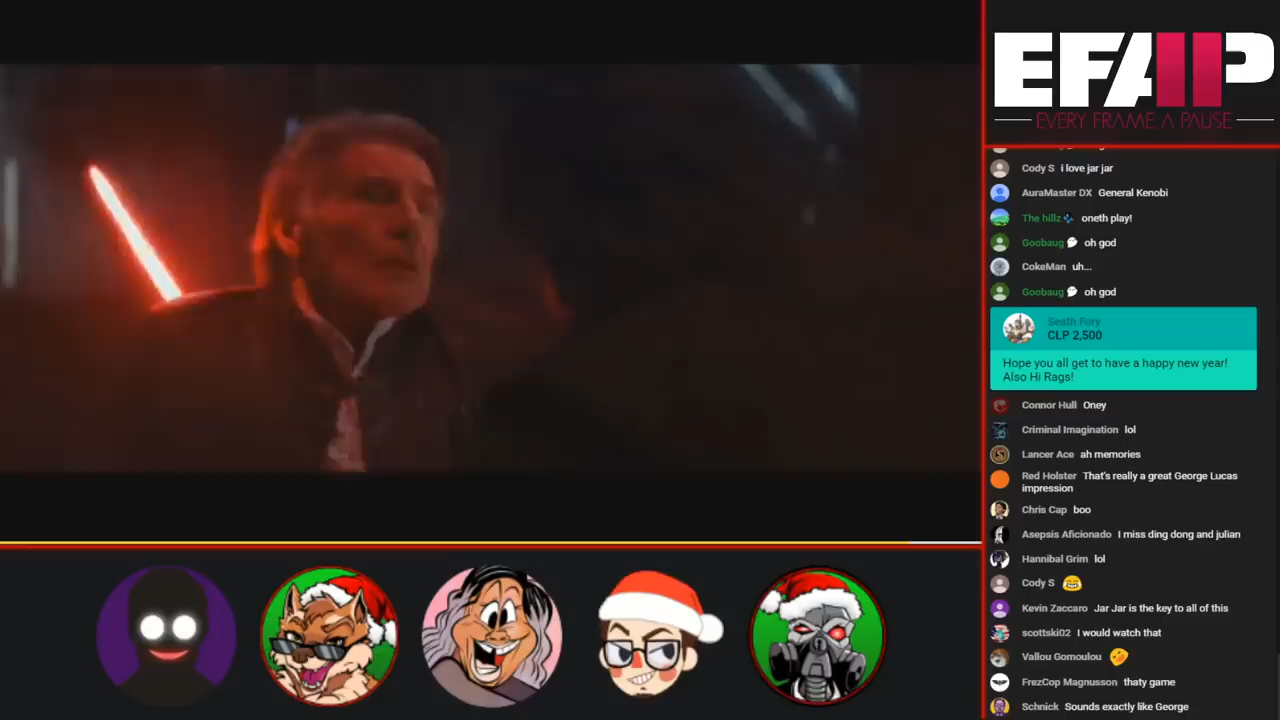 EFAP
EVERY FRAME A PAUSE
Cody S i love jar jar
AuraMaster DX General Kenobi
The hillz oneth play!
Goobaug oh god
CokeMan uh...
Goobaug oh god
Seath Fury
CLP 2,500
Hope you all get to have a happy new year!
Also Hi Rags!
Connor Hull Oney
Criminal Imagination lol
Lancer Ace ah memories
Red Holster That's really a great George Lucas
impression
Chris Cap boo
Asepsis Aficionado I miss ding dong and julian
Hannibal Grim lol
Cody S 😂
Kevin Zaccaro Jar Jar is the key to all of this
scottski02 I would watch that
Vallou Gomoulou 🤣
FrezCop Magnusson thaty game
Schnick Sounds exactly like George